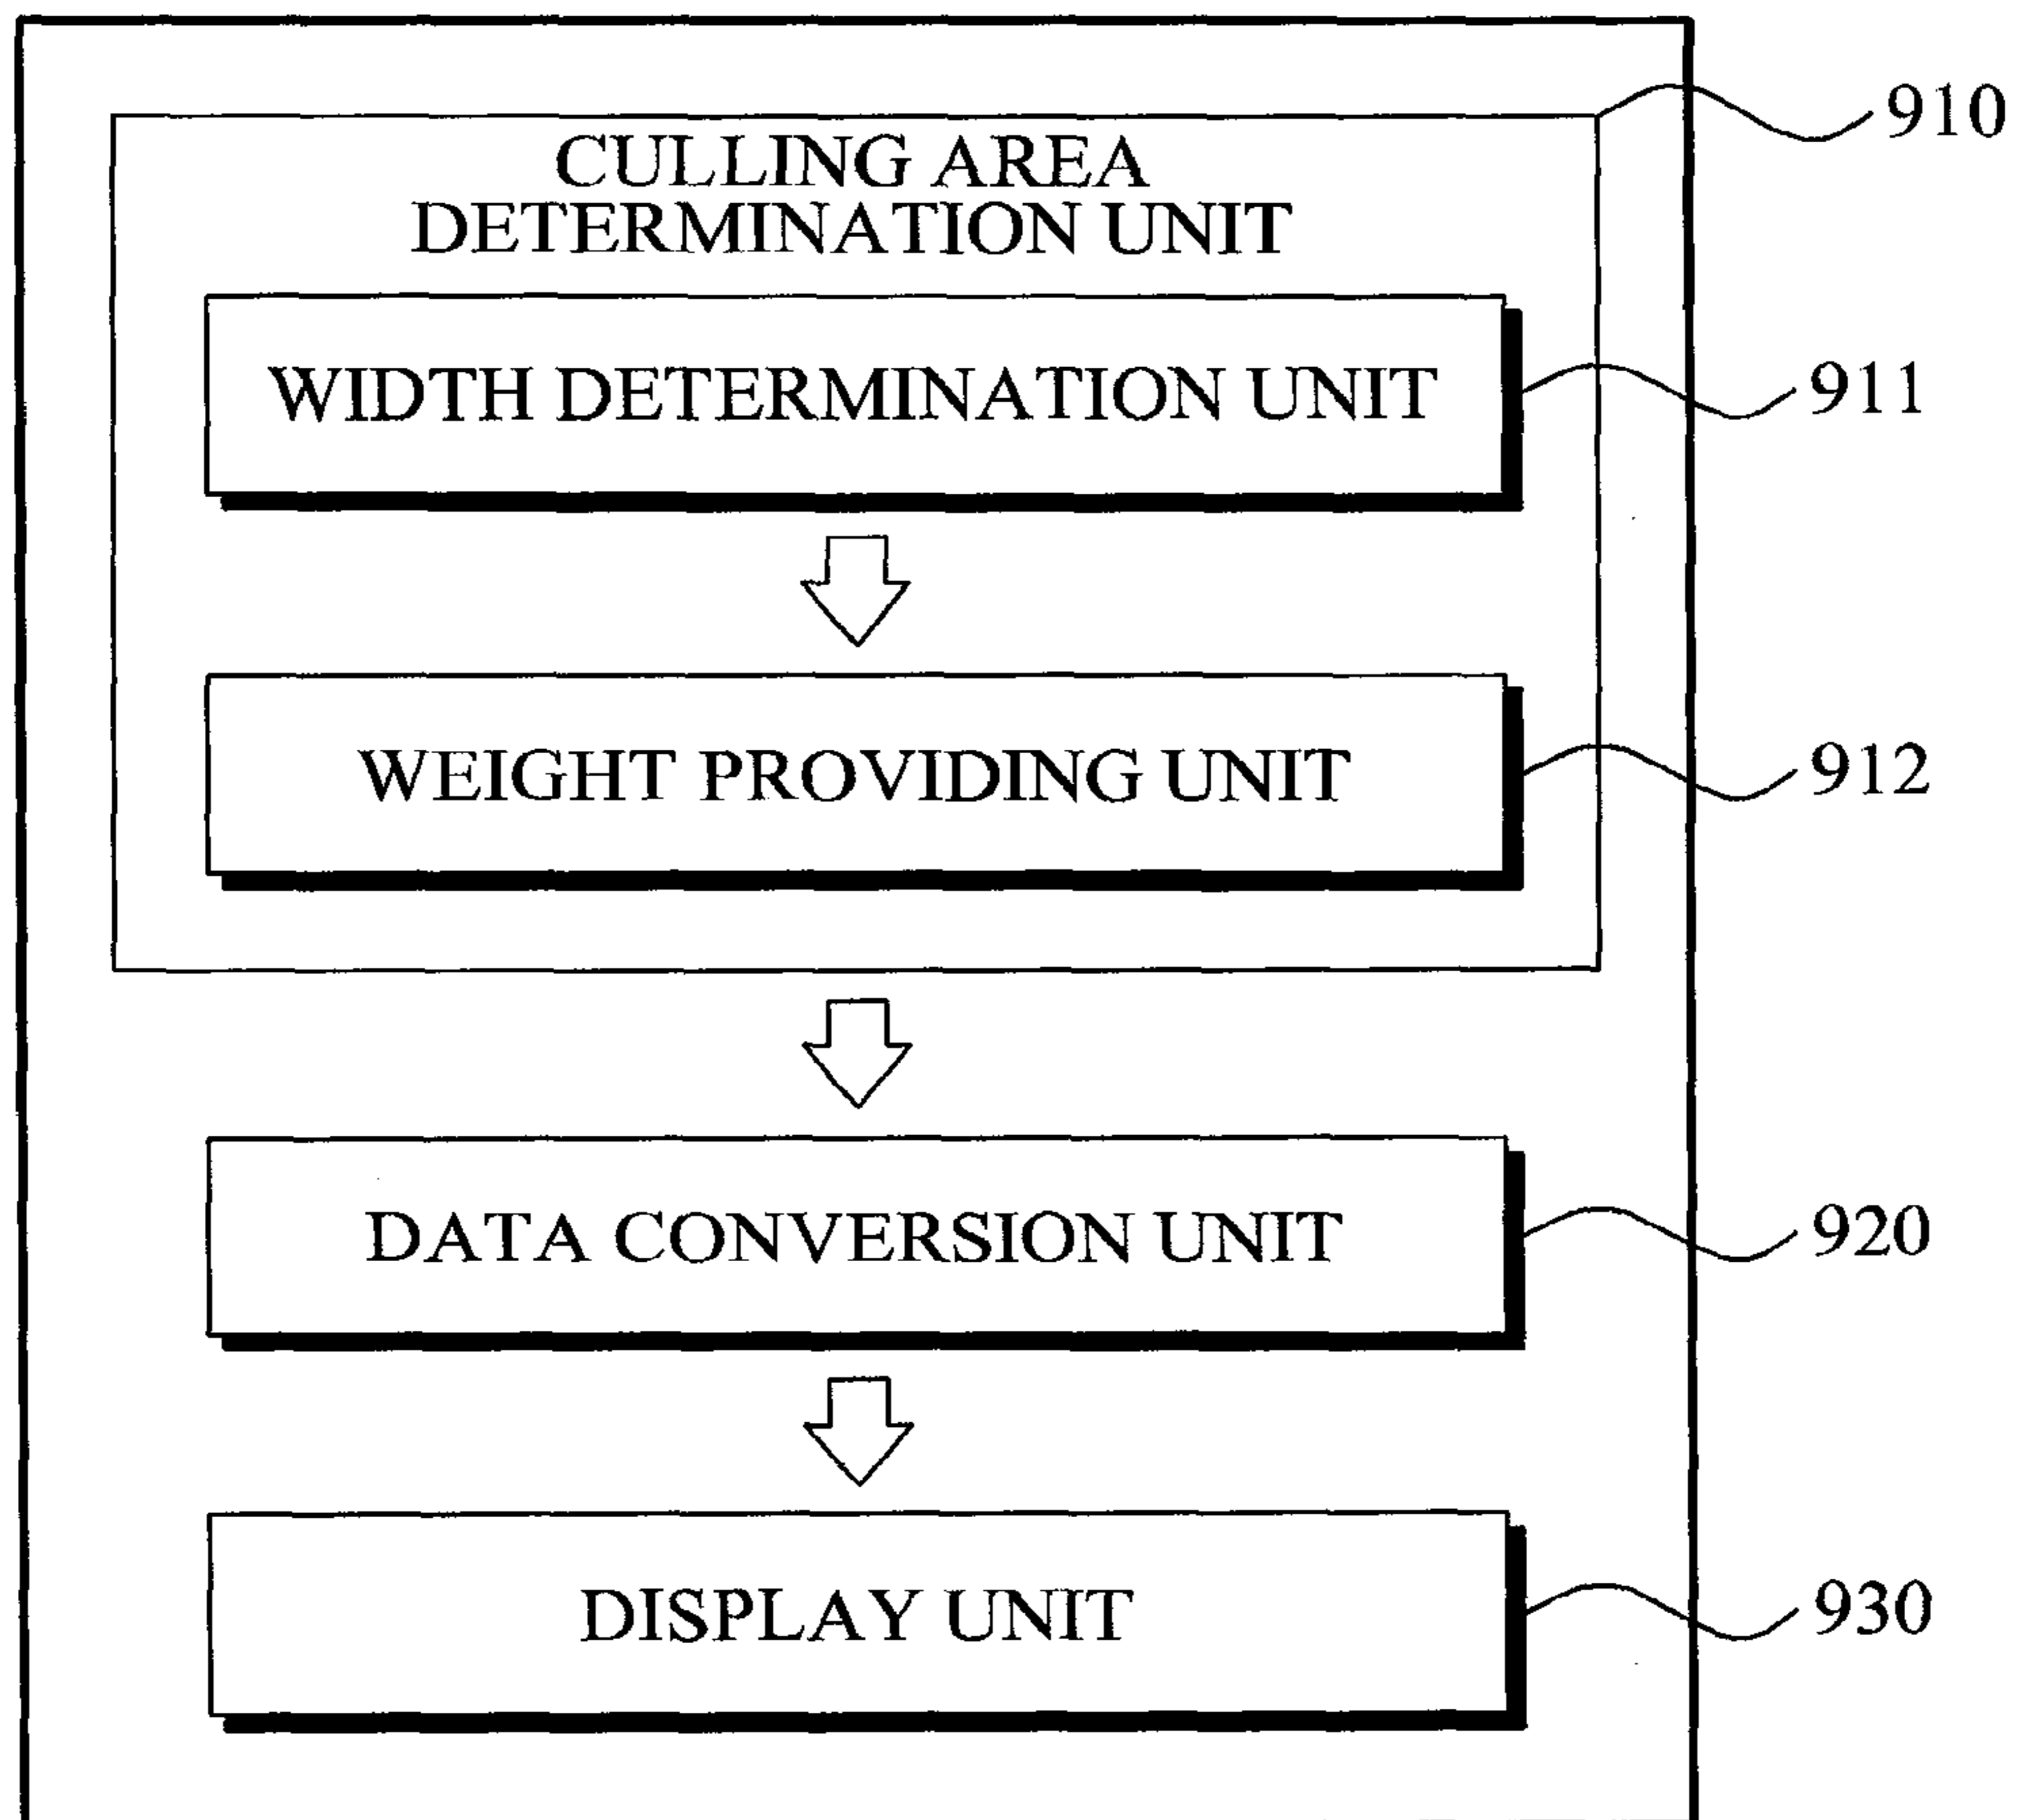 910
CULLING AREA
DETERMINATION UNIT
WIDTH DETERMINATION UNIT
911
WEIGHT PROVIDING UNIT
912
DATA CONVERSION UNIT
920
DISPLAY UNIT
930